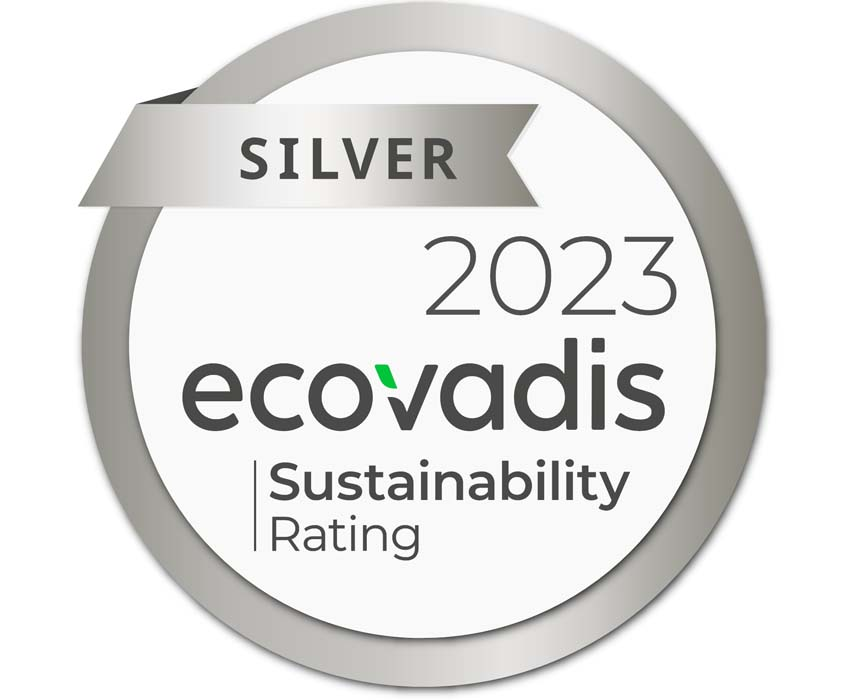 SILVER
2023
ecovadis
Sustainability
Rating